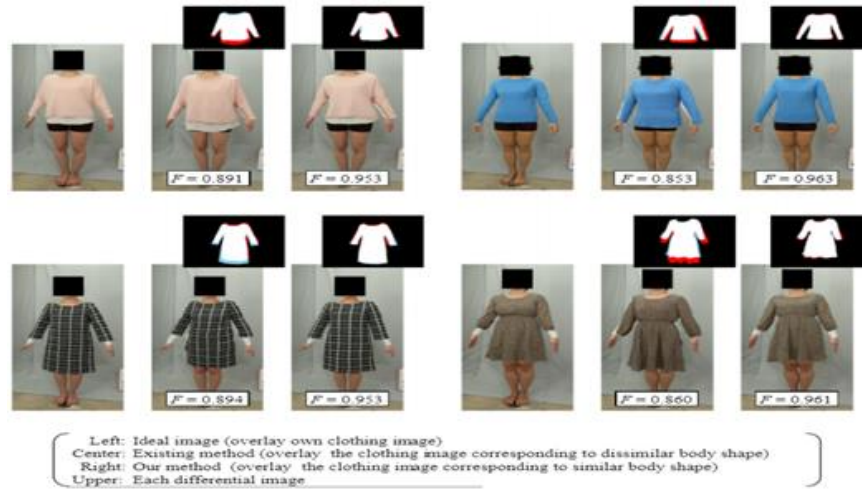 F = 0.891
F = 0.953
F = 0.853
F = 0.963
F = 0.894
F = 0.953
F = 0.860
F = 0.961
Left: Ideal image (overlay own clothing image)
Center: Existing method (overlay the clothing image corresponding to dissimilar body shape)
Right: Our method (overlay the clothing image corresponding to similar body shape)
Upper: Each differential image